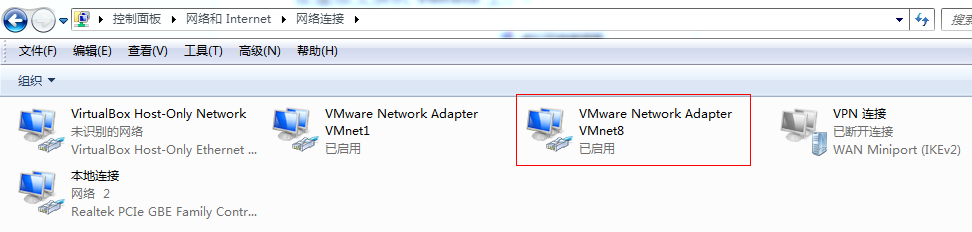 控制面板 ▸ 网络和 Internet ▸ 网络连接 ▸
搜索
文件(F) 编辑(E) 查看(V) 工具(T) 高级(N) 帮助(H)
组织
VirtualBox Host-Only Network
未识别的网络
VirtualBox Host-Only Ethernet ...
VMware Network Adapter
VMnet1
已启用
VMware Network Adapter
VMnet8
已启用
VPN 连接
已断开连接
WAN Miniport (IKEv2)
本地连接
网络 2
Realtek PCIe GBE Family Contr...